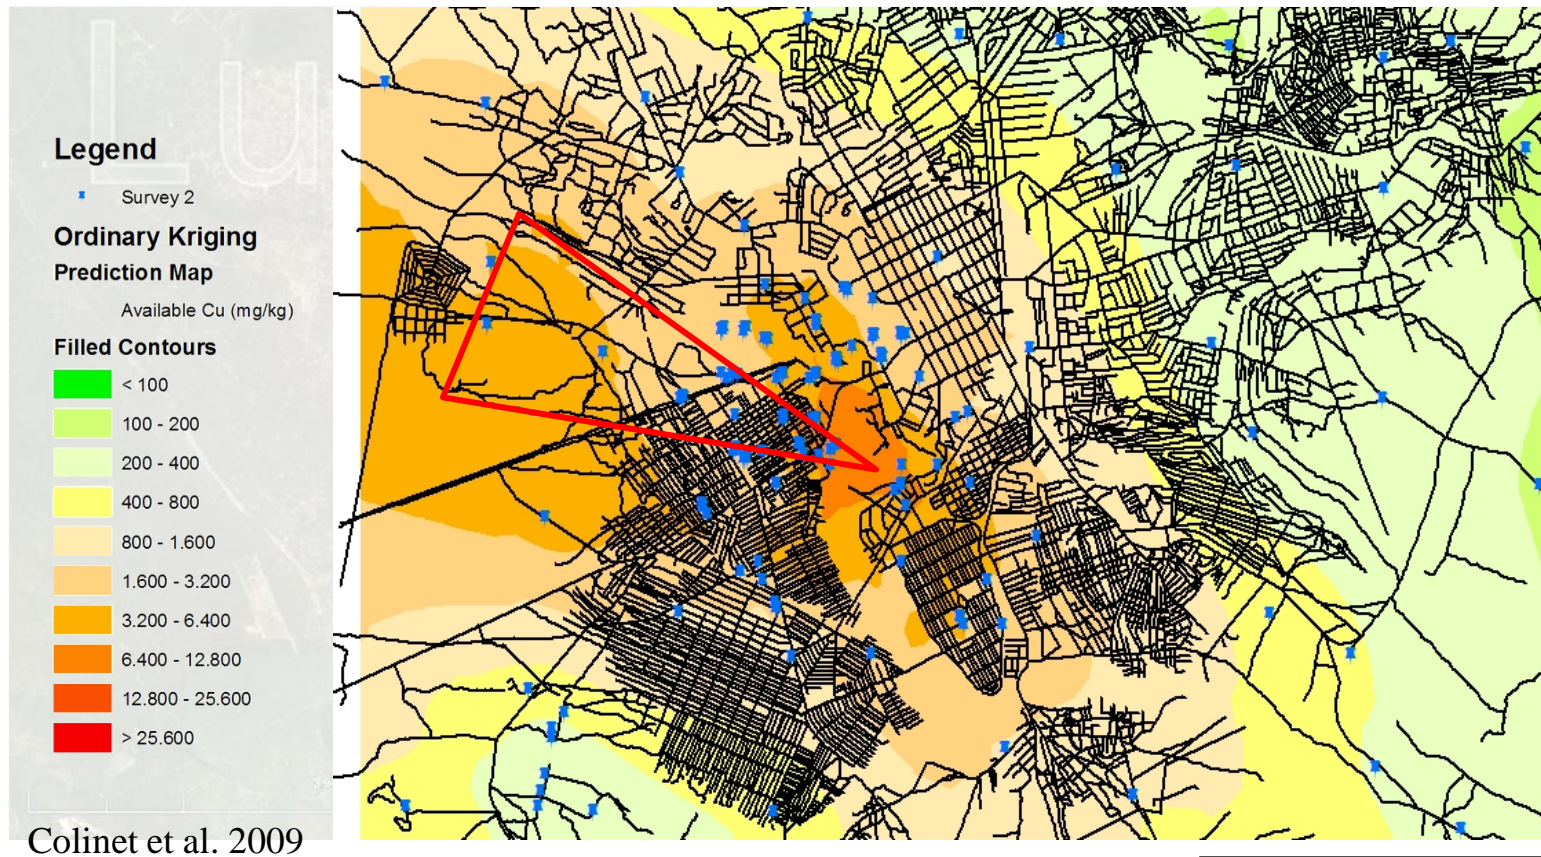 Lu
Legend
Survey 2
Ordinary Kriging
Prediction Map
Available Cu (mg/kg)
Filled Contours
< 100
100 - 200
200 - 400
400 - 800
800 - 1.600
1.600 - 3.200
3.200 - 6.400
6.400 - 12.800
12.800 - 25.600
> 25.600
Colinet et al. 2009